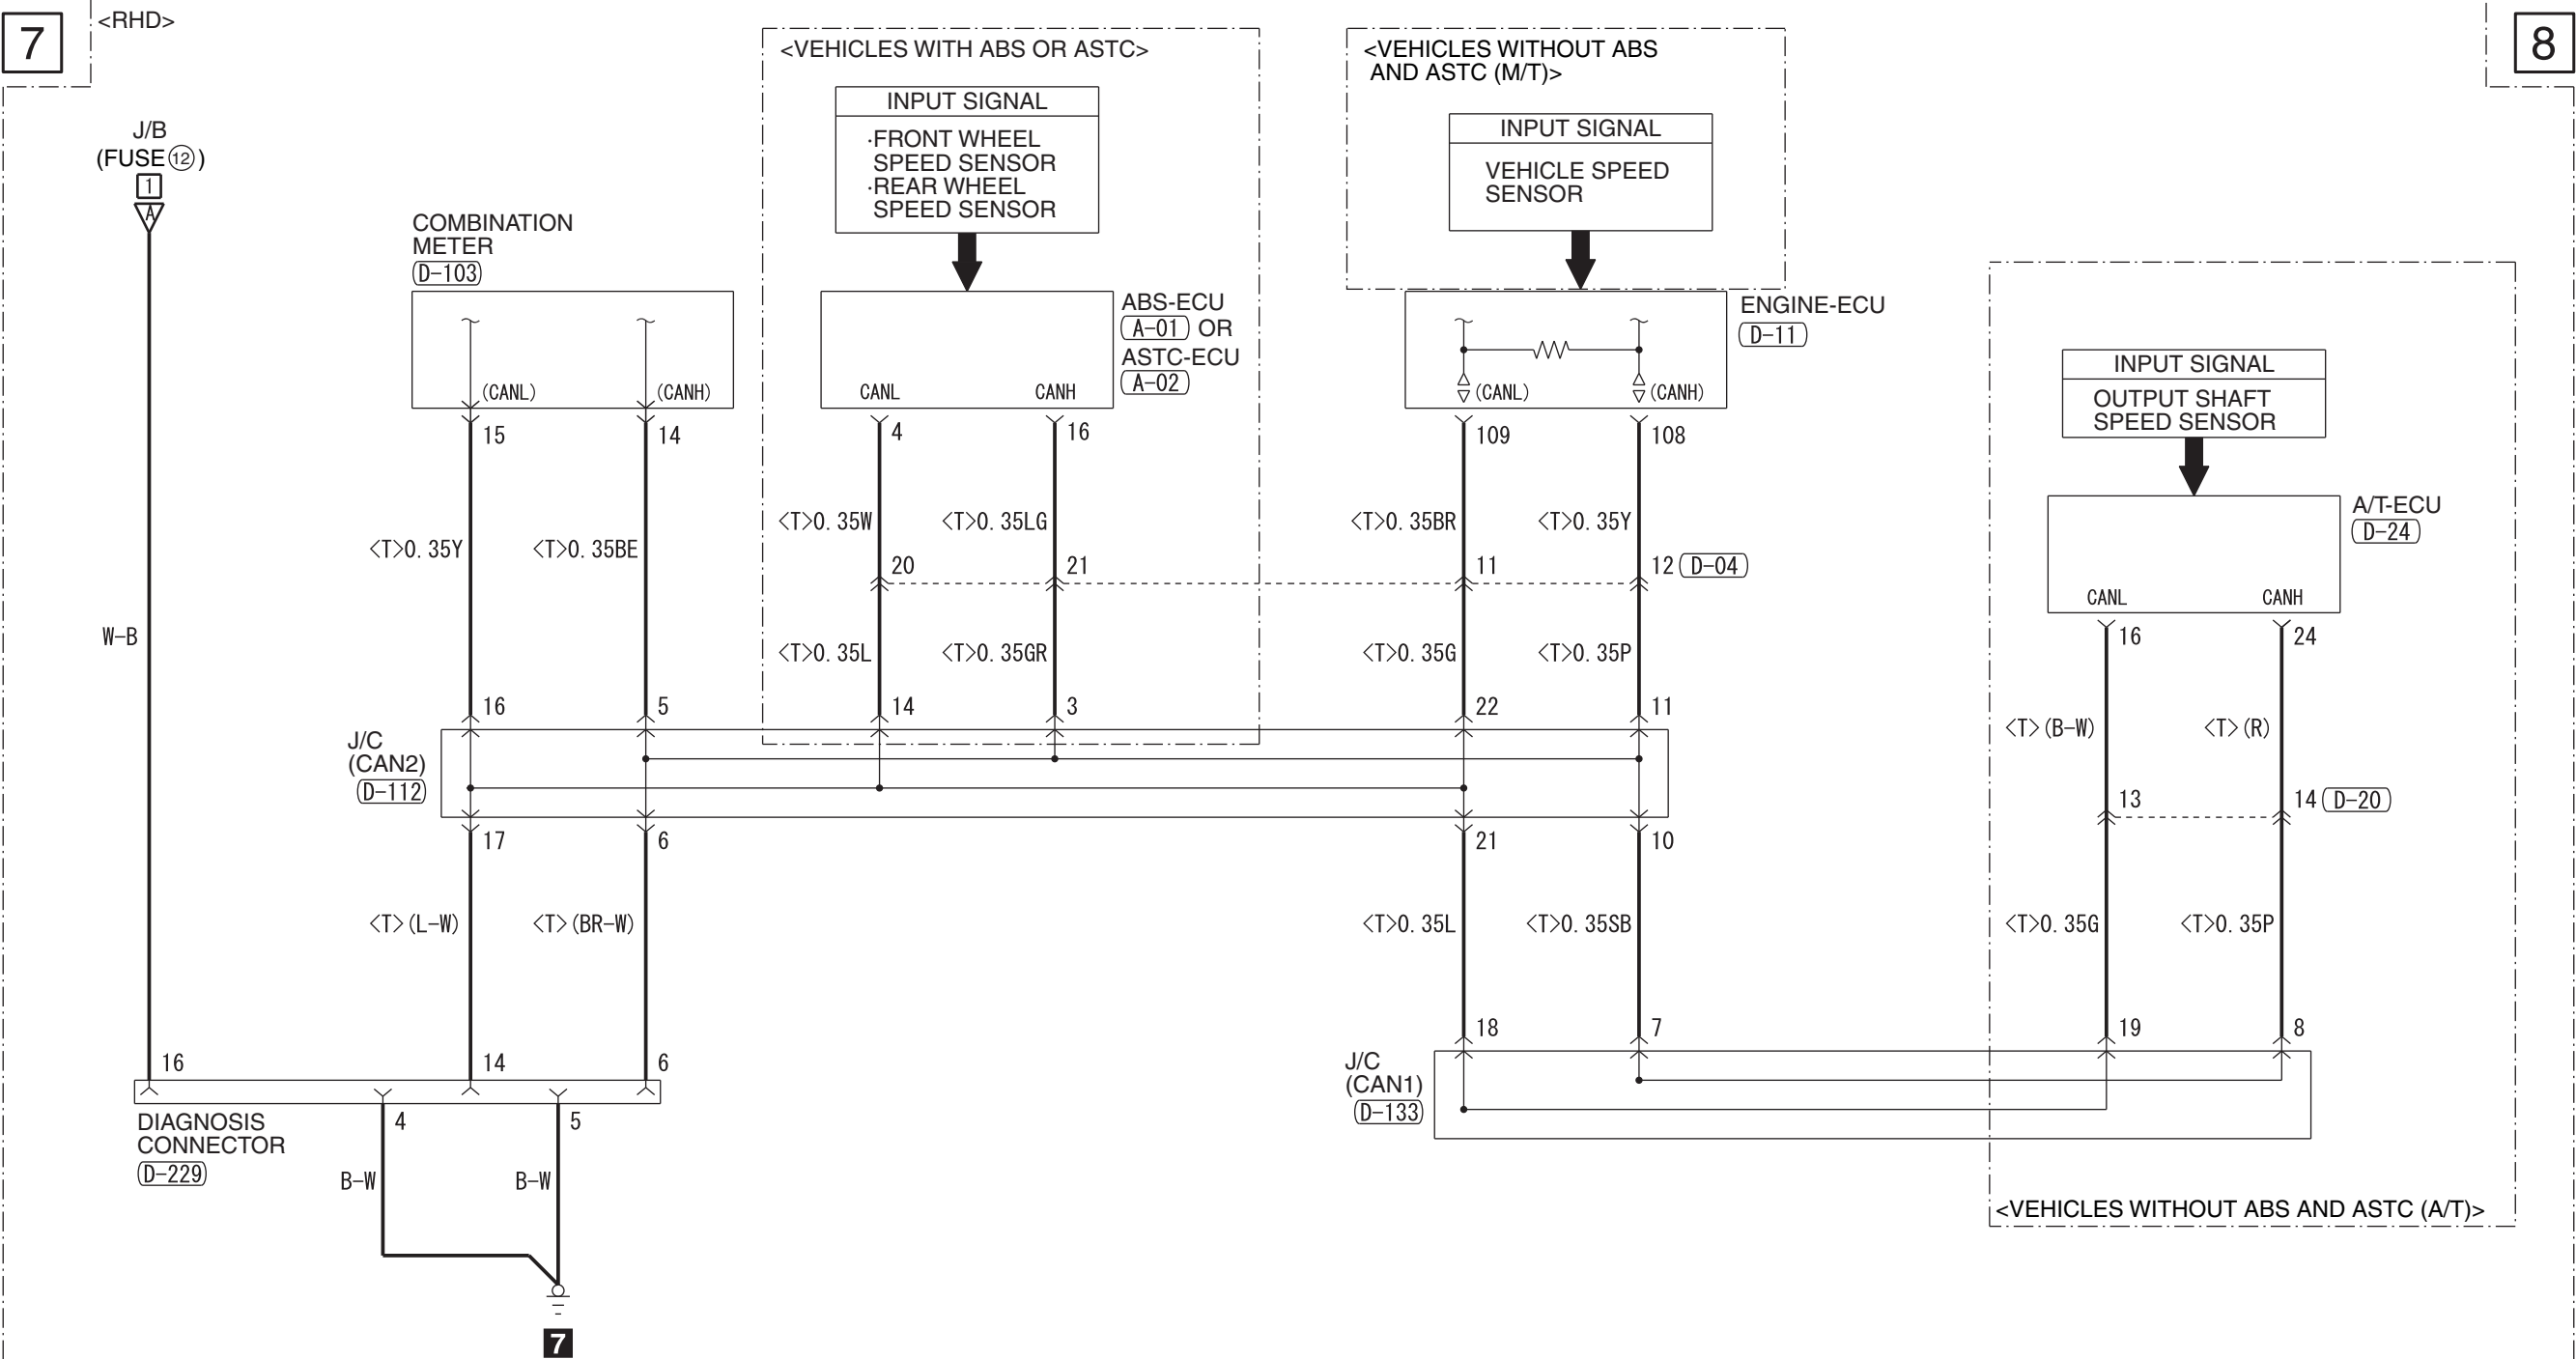 7
<RHD>
8
<VEHICLES WITH ABS OR ASTC>
<VEHICLES WITHOUT ABS
AND ASTC (M/T)>
INPUT SIGNAL
·FRONT WHEEL
SPEED SENSOR
·REAR WHEEL
SPEED SENSOR
INPUT SIGNAL
VEHICLE SPEED
SENSOR
J/B
(FUSE⑫)
1
A
COMBINATION
METER
D-103
(CANL)
(CANH)
15
14
ABS-ECU
A-01 OR
ASTC-ECU
A-02
CANL
CANH
4
16
ENGINE-ECU
D-11
(CANL)
(CANH)
109
108
INPUT SIGNAL
OUTPUT SHAFT
SPEED SENSOR
A/T-ECU
D-24
CANL
CANH
16
24
<T>0.35Y
<T>0.35BE
<T>0.35W
<T>0.35LG
<T>0.35BR
<T>0.35Y
20
21
11
12 D-04
W-B
<T>0.35L
<T>0.35GR
<T>0.35G
<T>0.35P
16
5
14
3
22
11
J/C
(CAN2)
D-112
<T>(B-W)
<T>(R)
13
14 D-20
17
6
21
10
<T>(L-W)
<T>(BR-W)
<T>0.35L
<T>0.35SB
<T>0.35G
<T>0.35P
16
14
6
18
7
19
8
J/C
(CAN1)
D-133
DIAGNOSIS
CONNECTOR
D-229
4
5
B-W
B-W
<VEHICLES WITHOUT ABS AND ASTC (A/T)>
7